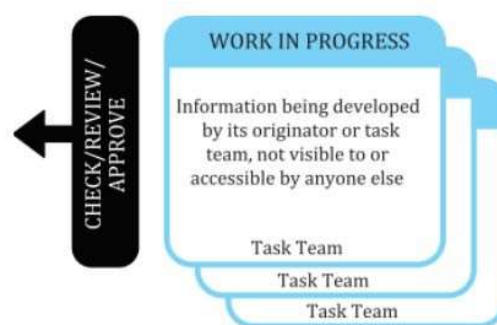 CHECK/REVIEW/
APPROVE
WORK IN PROGRESS
Information being developed
by its originator or task
team, not visible to or
accessible by anyone else
Task Team
Task Team
Task Team